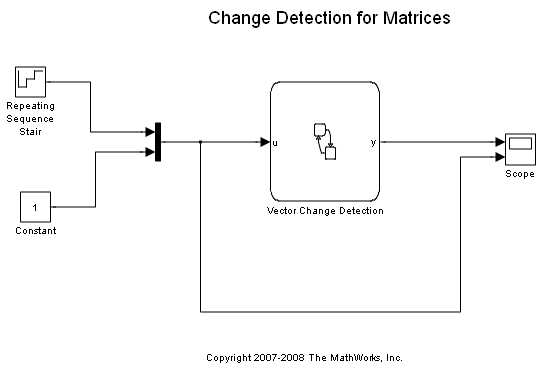 Change Detection for Matrices
Repeating
Sequence
Stair
1
Constant
u
y
Vector Change Detection
Scope
Copyright 2007-2008 The MathWorks, Inc.